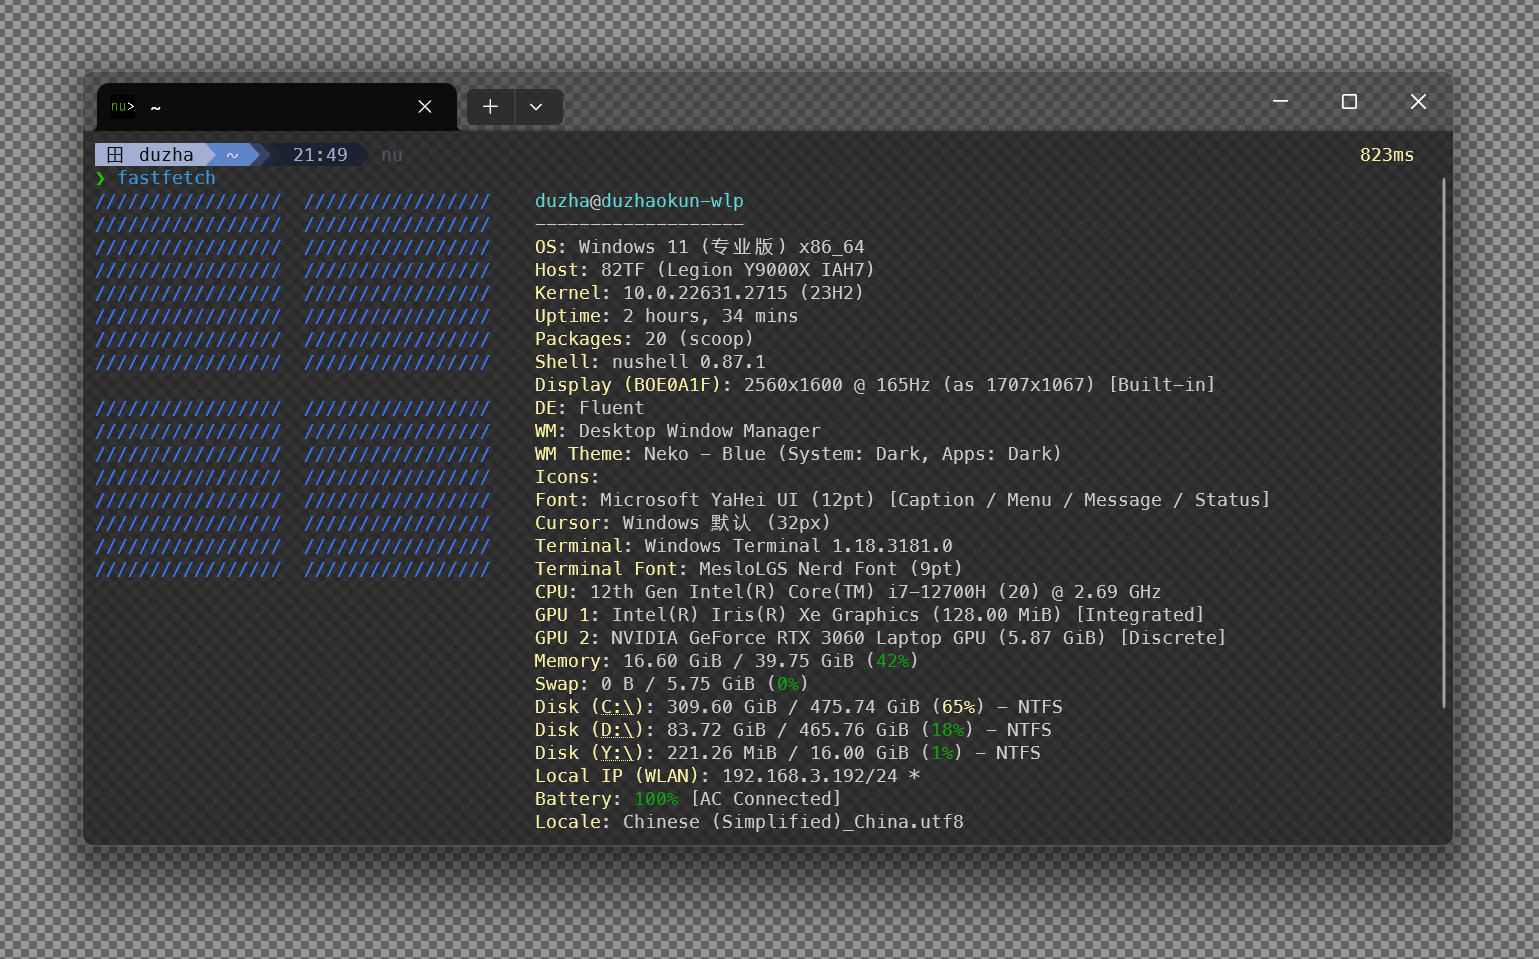 nu> ~
田 duzha ~ 21:49 nu 823ms
❯ fastfetch
///////////////// ///////////////// duzha@duzhaokun-wlp
///////////////// ///////////////// -------------------
///////////////// ///////////////// OS: Windows 11 (专业版) x86_64
///////////////// ///////////////// Host: 82TF (Legion Y9000X IAH7)
///////////////// ///////////////// Kernel: 10.0.22631.2715 (23H2)
///////////////// ///////////////// Uptime: 2 hours, 34 mins
///////////////// ///////////////// Packages: 20 (scoop)
///////////////// ///////////////// Shell: nushell 0.87.1
Display (BOE0A1F): 2560x1600 @ 165Hz (as 1707x1067) [Built-in]
///////////////// ///////////////// DE: Fluent
///////////////// ///////////////// WM: Desktop Window Manager
///////////////// ///////////////// WM Theme: Neko - Blue (System: Dark, Apps: Dark)
///////////////// ///////////////// Icons:
///////////////// ///////////////// Font: Microsoft YaHei UI (12pt) [Caption / Menu / Message / Status]
///////////////// ///////////////// Cursor: Windows 默认 (32px)
///////////////// ///////////////// Terminal: Windows Terminal 1.18.3181.0
///////////////// ///////////////// Terminal Font: MesloLGS Nerd Font (9pt)
CPU: 12th Gen Intel(R) Core(TM) i7-12700H (20) @ 2.69 GHz
GPU 1: Intel(R) Iris(R) Xe Graphics (128.00 MiB) [Integrated]
GPU 2: NVIDIA GeForce RTX 3060 Laptop GPU (5.87 GiB) [Discrete]
Memory: 16.60 GiB / 39.75 GiB (42%)
Swap: 0 B / 5.75 GiB (0%)
Disk (C:\): 309.60 GiB / 475.74 GiB (65%) - NTFS
Disk (D:\): 83.72 GiB / 465.76 GiB (18%) - NTFS
Disk (Y:\): 221.26 MiB / 16.00 GiB (1%) - NTFS
Local IP (WLAN): 192.168.3.192/24 *
Battery: 100% [AC Connected]
Locale: Chinese (Simplified)_China.utf8